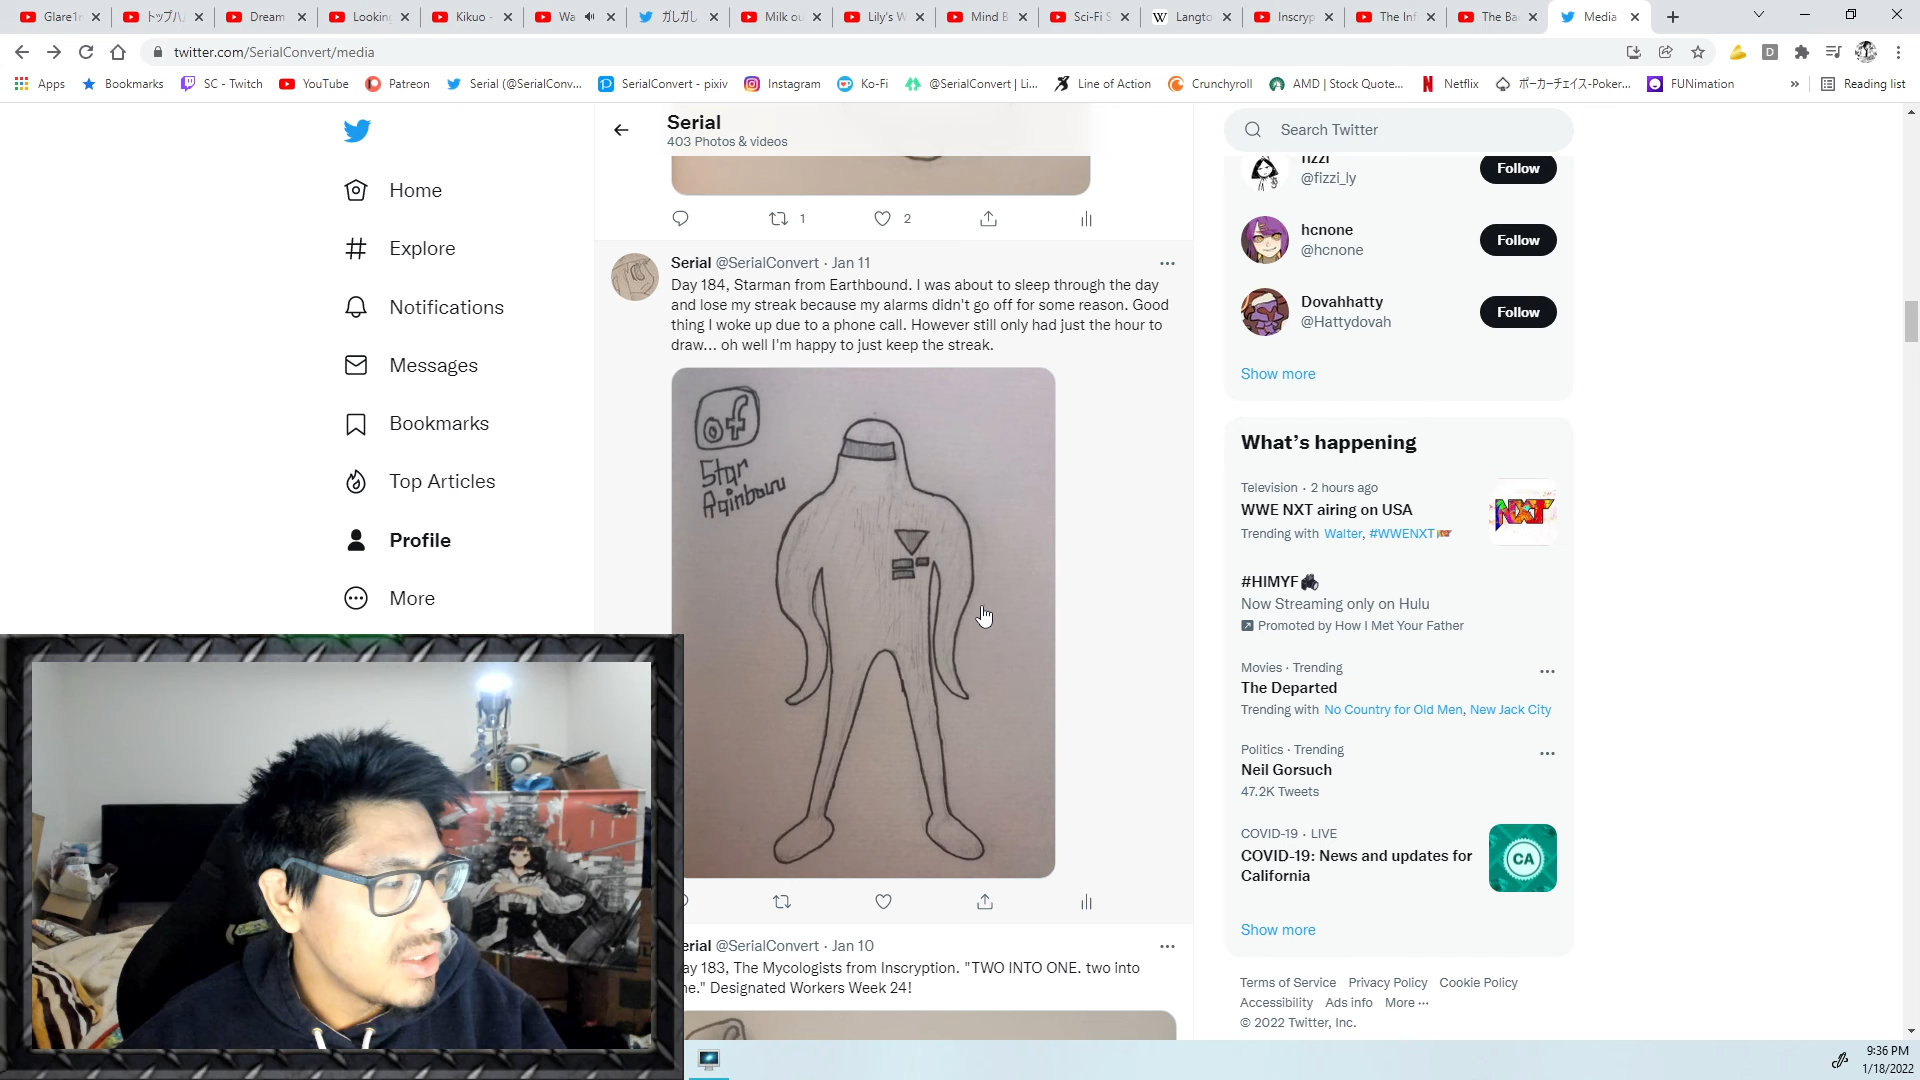 Glare1
トップハ
Dream
Looking
Kikuo -
Wa
ガしガし
Milk ou
Lily's W
Mind B
Sci-Fi S
Langto
Inscryp
The Inf
The Ba
Media
twitter.com/SerialConvert/media
Apps
Bookmarks
SC - Twitch
YouTube
Patreon
Serial (@SerialConv...
SerialConvert - pixiv
Instagram
Ko-Fi
@SerialConvert | Li...
Line of Action
Crunchyroll
AMD | Stock Quote...
Netflix
ポーカーチェイス-Poker...
FUNimation
»
Reading list
Home
Explore
Notifications
Messages
Bookmarks
Top Articles
Profile
More
Serial
403 Photos & videos
1
2
Serial @SerialConvert · Jan 11
Day 184, Starman from Earthbound. I was about to sleep through the day
and lose my streak because my alarms didn't go off for some reason. Good
thing I woke up due to a phone call. However still only had just the hour to
draw... oh well I'm happy to just keep the streak.
Star
erial @SerialConvert · Jan 10
ay 183, The Mycologists from Inscryption. "TWO INTO ONE. two into
ne." Designated Workers Week 24!
Search Twitter
fizzi
@fizzi_ly
Follow
hcnone
@hcnone
Follow
Dovahhatty
@Hattydovah
Follow
Show more
What's happening
Television · 2 hours ago
WWE NXT airing on USA
Trending with Walter, #WWENXT
NXT
#HIMYF
Now Streaming only on Hulu
Promoted by How I Met Your Father
Movies · Trending
The Departed
Trending with No Country for Old Men, New Jack City
Politics · Trending
Neil Gorsuch
47.2K Tweets
COVID-19 · LIVE
COVID-19: News and updates for
California
CA
Show more
Terms of Service Privacy Policy Cookie Policy
Accessibility Ads info More ···
© 2022 Twitter, Inc.
9:36 PM
1/18/2022